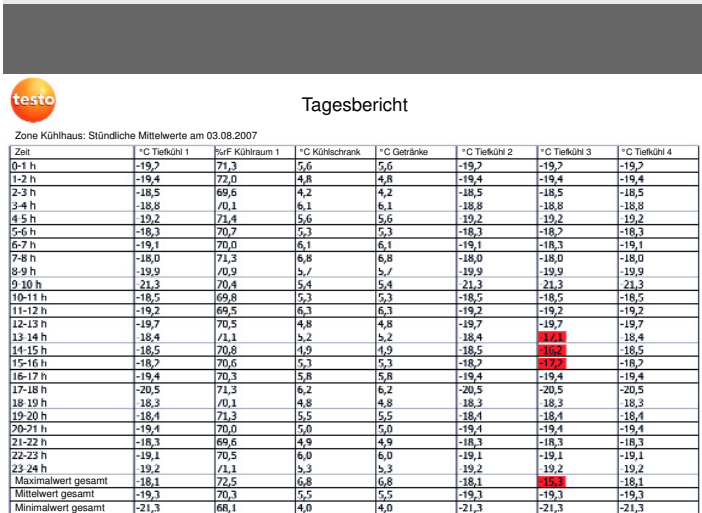 testo
Tagesbericht
Zone Kühlhaus: Stündliche Mittelwerte am 03.08.2007
Zeit °C Tiefkühl 1 %rF Kühlraum 1 °C Kühlschrank °C Getränke °C Tiefkühl 2 °C Tiefkühl 3 °C Tiefkühl 4
0-1 h -19,2 71,3 5,6 5,6 -19,2 -19,2 -19,2
1-2 h -19,4 72,0 4,8 4,8 -19,4 -19,4 -19,4
2-3 h -18,5 69,6 4,2 4,2 -18,5 -18,5 -18,5
3-4 h -18,8 70,1 6,1 6,1 -18,8 -18,8 -18,8
4-5 h -19,2 71,4 5,6 5,6 -19,2 -19,2 -19,2
5-6 h -18,3 70,7 5,3 5,3 -18,3 -18,2 -18,3
6-7 h -19,1 70,0 6,1 6,1 -19,1 -18,3 -19,1
7-8 h -18,0 71,3 6,8 6,8 -18,0 -18,0 -18,0
8-9 h -19,9 70,9 5,7 5,7 -19,9 -19,9 -19,9
9-10 h -21,3 70,4 5,4 5,4 -21,3 -21,3 -21,3
10-11 h -18,5 69,8 5,3 5,3 -18,5 -18,5 -18,5
11-12 h -19,2 69,5 6,3 6,3 -19,2 -19,2 -19,2
12-13 h -19,7 70,5 4,8 4,8 -19,7 -19,7 -19,7
13-14 h -18,4 71,1 5,2 5,2 -18,4 -17,1 -18,4
14-15 h -18,5 70,8 4,9 4,9 -18,5 -16,2 -18,5
15-16 h -18,2 70,6 5,3 5,3 -18,2 -17,2 -18,2
16-17 h -19,4 70,3 5,8 5,8 -19,4 -19,4 -19,4
17-18 h -20,5 71,3 6,2 6,2 -20,5 -20,5 -20,5
18-19 h -18,3 70,1 4,8 4,8 -18,3 -18,3 -18,3
19-20 h -18,4 71,3 5,5 5,5 -18,4 -18,4 -18,4
20-21 h -19,4 70,0 5,0 5,0 -19,4 -19,4 -19,4
21-22 h -18,3 69,6 4,9 4,9 -18,3 -18,3 -18,3
22-23 h -19,1 70,5 6,0 6,0 -19,1 -19,1 -19,1
23-24 h -19,2 71,1 5,3 5,3 -19,2 -19,2 -19,2
Maximalwert gesamt -18,1 72,5 6,8 6,8 -18,1 -15,3 -18,1
Mittelwert gesamt -19,3 70,3 5,5 5,5 -19,3 -19,3 -19,3
Minimalwert gesamt -21,3 68,1 4,0 4,0 -21,3 -21,3 -21,3